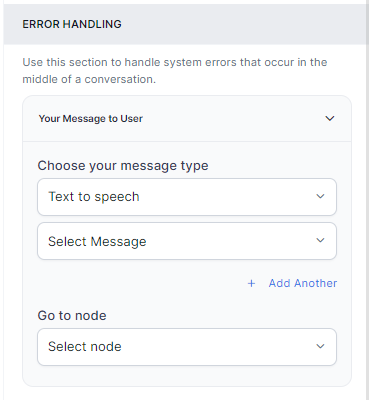 ERROR HANDLING
Use this section to handle system errors that occur in the
middle of a conversation.
Your Message to User
Choose your message type
Text to speech
Select Message
+ Add Another
Go to node
Select node